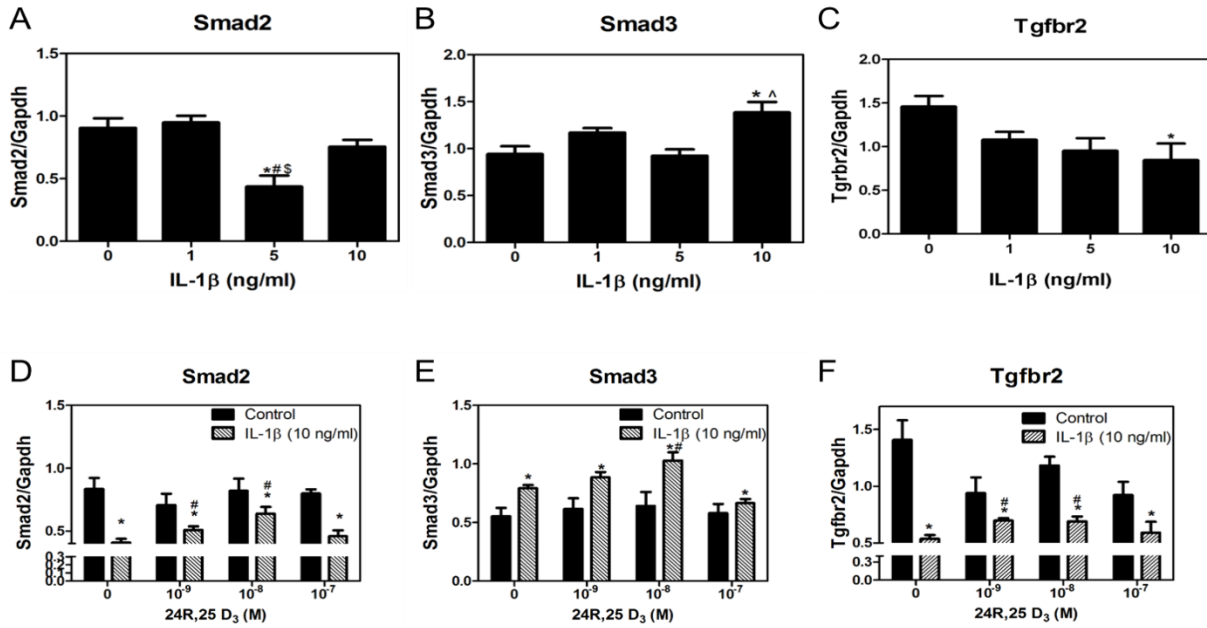 A
Smad2
Smad2/Gapdh
1.5
1.0
0.5
0.0
*#$
0
1
5
10
IL-1β (ng/ml)
B
Smad3
Smad3/Gapdh
2.0
1.5
1.0
0.5
0.0
* ^
0
1
5
10
IL-1β (ng/ml)
C
Tgfbr2
Tgrbr2/Gapdh
2.0
1.5
1.0
0.5
0.0
*
0
1
5
10
IL-1β (ng/ml)
D
Smad2
Smad2/Gapdh
1.5
1.0
0.5
0.3
0.2
0.2
0.1
0.1
0.0
Control
IL-1β (10 ng/ml)
*
#
*
#
*
*
0
10-9
10-8
10-7
24R,25 D3 (M)
E
Smad3
Smad3/Gapdh
1.5
1.0
0.5
0.0
Control
IL-1β (10 ng/ml)
*
*
*#
*
0
10-9
10-8
10-7
24R,25 D3 (M)
F
Tgfbr2
Tgfbr2/Gapdh
1.5
1.0
0.5
0.3
0.0
Control
IL-1β (10 ng/ml)
*
#
*
#
*
*
0
10-9
10-8
10-7
24R,25 D3 (M)